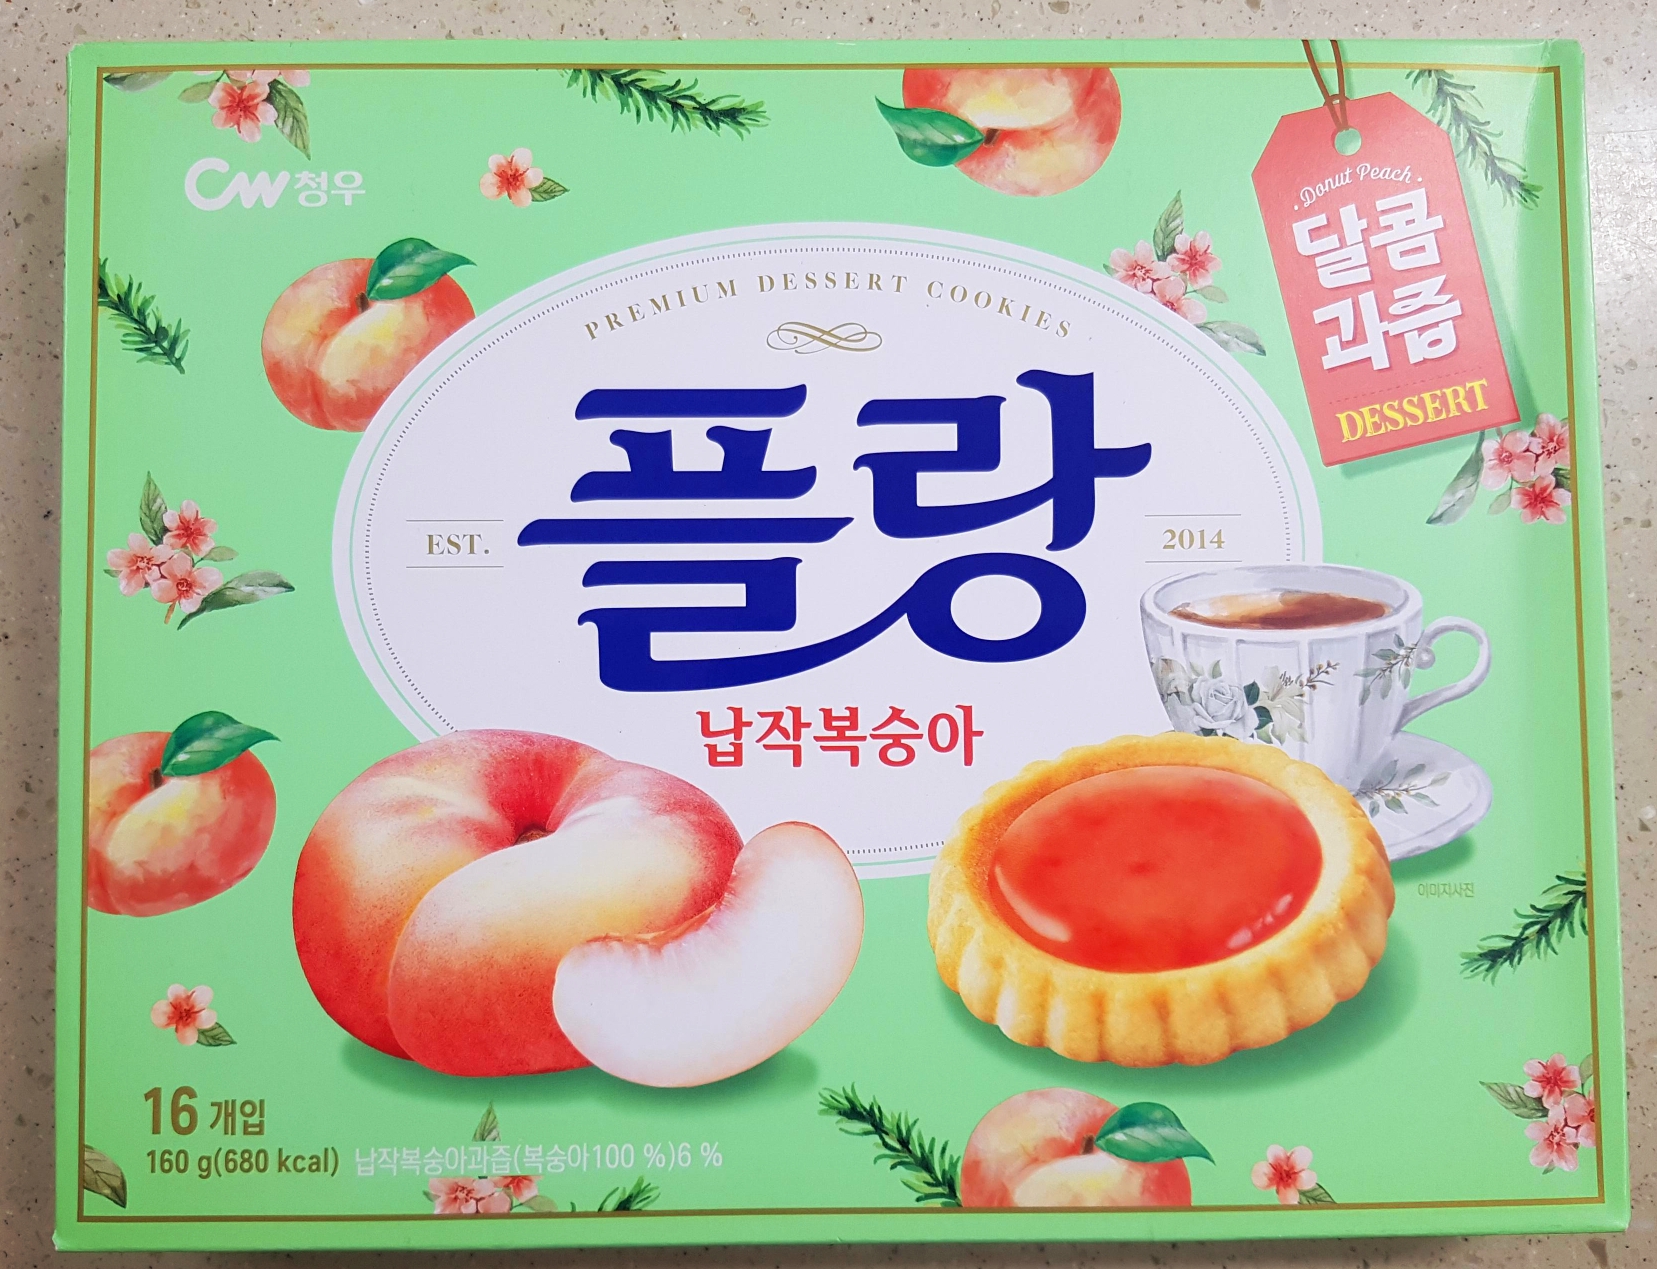 CW청우
PREMIUM DESSERT COOKIES
플랑
EST.
2014
납작복숭아
· Donut Peach ·
달콤
과즙
DESSERT
이미지사진
16 개입
160 g(680 kcal) 납작복숭아과즙(복숭아100 %)6 %